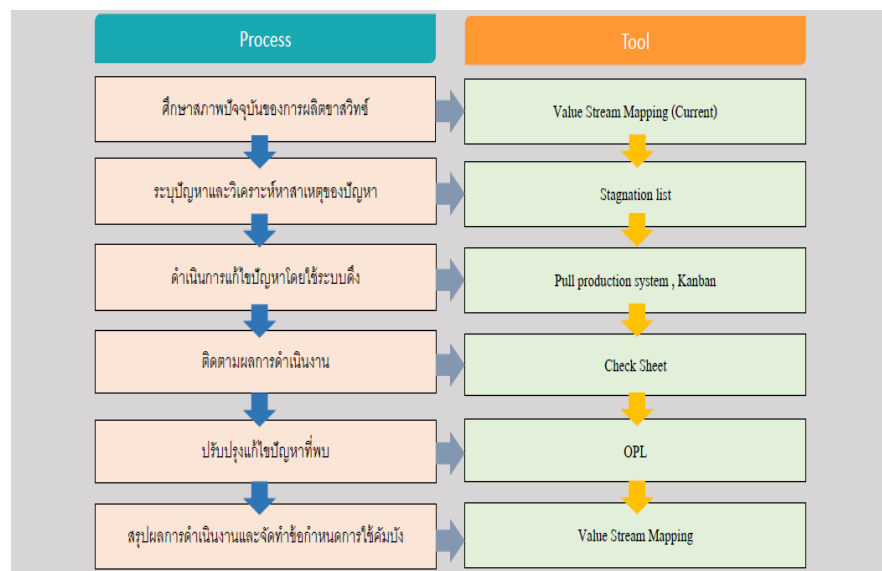 Process
Tool
ศึกษาสภาพปัจจุบันของการผลิตขาสวิทซ์
Value Stream Mapping (Current)
ระบุปัญหาและวิเคราะห์หาสาเหตุของปัญหา
Stagnation list
ดำเนินการแก้ไขปัญหาโดยใช้ระบบดึง
Pull production system , Kanban
ติดตามผลการดำเนินงาน
Check Sheet
ปรับปรุงแก้ไขปัญหาที่พบ
OPL
สรุปผลการดำเนินงานและจัดทำข้อกำหนดการใช้คัมบัง
Value Stream Mapping